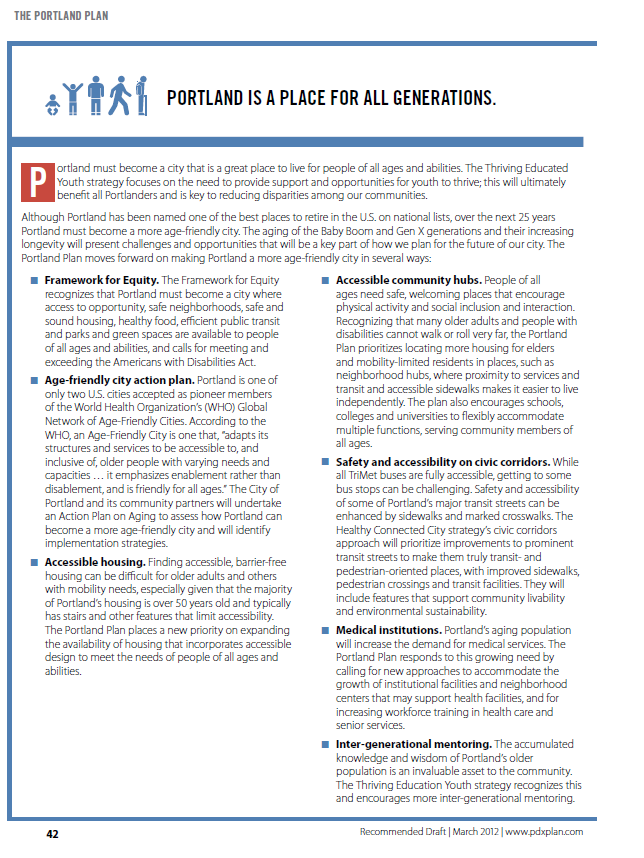 THE PORTLAND PLAN
PORTLAND IS A PLACE FOR ALL GENERATIONS.
Portland must become a city that is a great place to live for people of all ages and abilities. The Thriving Educated
Youth strategy focuses on the need to provide support and opportunities for youth to thrive; this will ultimately
benefit all Portlanders and is key to reducing disparities among our communities.
Although Portland has been named one of the best places to retire in the U.S. on national lists, over the next 25 years
Portland must become a more age-friendly city. The aging of the Baby Boom and Gen X generations and their increasing
longevity will present challenges and opportunities that will be a key part of how we plan for the future of our city. The
Portland Plan moves forward on making Portland a more age-friendly city in several ways:
■ Framework for Equity. The Framework for Equity
recognizes that Portland must become a city where
access to opportunity, safe neighborhoods, safe and
sound housing, healthy food, efficient public transit
and parks and green spaces are available to people
of all ages and abilities, and calls for meeting and
exceeding the Americans with Disabilities Act.
■ Age-friendly city action plan. Portland is one of
only two U.S. cities accepted as pioneer members
of the World Health Organization's (WHO) Global
Network of Age-Friendly Cities. According to the
WHO, an Age-Friendly City is one that, "adapts its
structures and services to be accessible to, and
inclusive of, older people with varying needs and
capacities … it emphasizes enablement rather than
disablement, and is friendly for all ages." The City of
Portland and its community partners will undertake
an Action Plan on Aging to assess how Portland can
become a more age-friendly city and will identify
implementation strategies.
■ Accessible housing. Finding accessible, barrier-free
housing can be difficult for older adults and others
with mobility needs, especially given that the majority
of Portland's housing is over 50 years old and typically
has stairs and other features that limit accessibility.
The Portland Plan places a new priority on expanding
the availability of housing that incorporates accessible
design to meet the needs of people of all ages and
abilities.
■ Accessible community hubs. People of all
ages need safe, welcoming places that encourage
physical activity and social inclusion and interaction.
Recognizing that many older adults and people with
disabilities cannot walk or roll very far, the Portland
Plan prioritizes locating more housing for elders
and mobility-limited residents in places, such as
neighborhood hubs, where proximity to services and
transit and accessible sidewalks makes it easier to live
independently. The plan also encourages schools,
colleges and universities to flexibly accommodate
multiple functions, serving community members of
all ages.
■ Safety and accessibility on civic corridors. While
all TriMet buses are fully accessible, getting to some
bus stops can be challenging. Safety and accessibility
of some of Portland's major transit streets can be
enhanced by sidewalks and marked crosswalks. The
Healthy Connected City strategy's civic corridors
approach will prioritize improvements to prominent
transit streets to make them truly transit- and
pedestrian-oriented places, with improved sidewalks,
pedestrian crossings and transit facilities. They will
include features that support community livability
and environmental sustainability.
■ Medical institutions. Portland's aging population
will increase the demand for medical services. The
Portland Plan responds to this growing need by
calling for new approaches to accommodate the
growth of institutional facilities and neighborhood
centers that may support health facilities, and for
increasing workforce training in health care and
senior services.
■ Inter-generational mentoring. The accumulated
knowledge and wisdom of Portland's older
population is an invaluable asset to the community.
The Thriving Education Youth strategy recognizes this
and encourages more inter-generational mentoring.
42
Recommended Draft | March 2012 | www.pdxplan.com